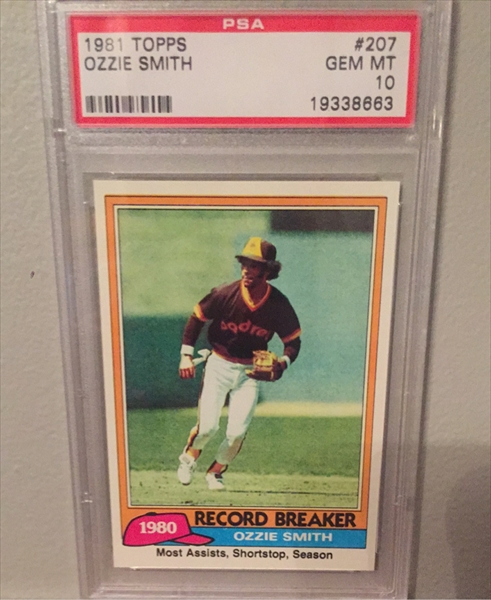 PSA
1981 TOPPS #207
OZZIE SMITH GEM MT
10
19338663
Padres
1980 RECORD BREAKER
OZZIE SMITH
Most Assists, Shortstop, Season